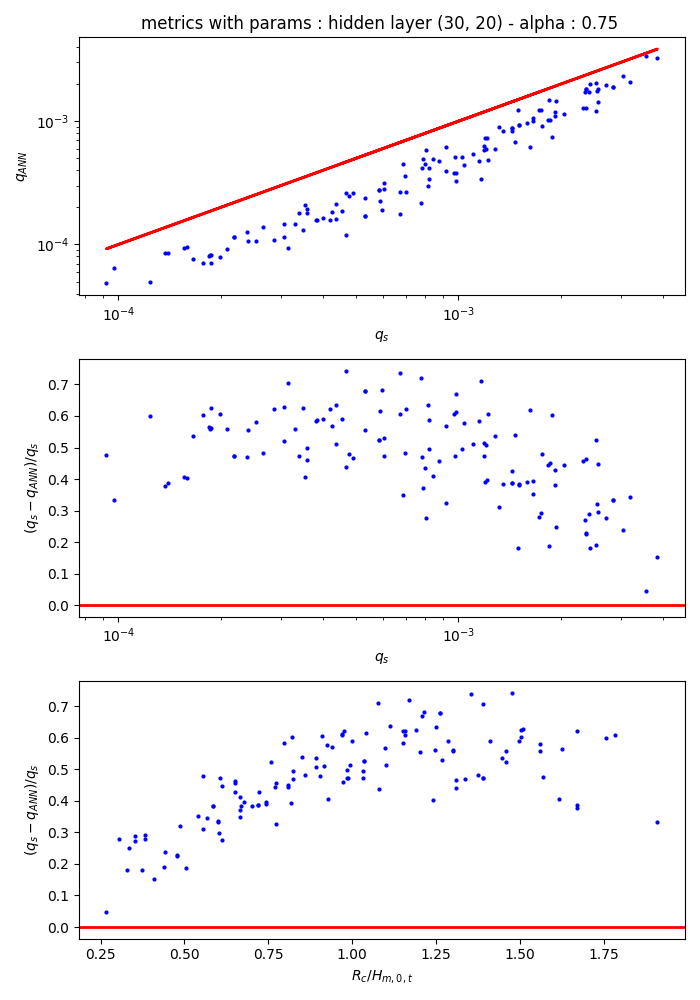 metrics with params : hidden layer (30, 20) - alpha : 0.75
10⁻³
10⁻⁴
q_ANN
10⁻⁴ 10⁻³
q_s
0.7
0.6
0.5
0.4
0.3
0.2
0.1
0.0
(q_s − q_ANN)/q_s
10⁻⁴ 10⁻³
q_s
0.7
0.6
0.5
0.4
0.3
0.2
0.1
0.0
(q_s − q_ANN)/q_s
0.25 0.50 0.75 1.00 1.25 1.50 1.75
R_c/H_m,0,t